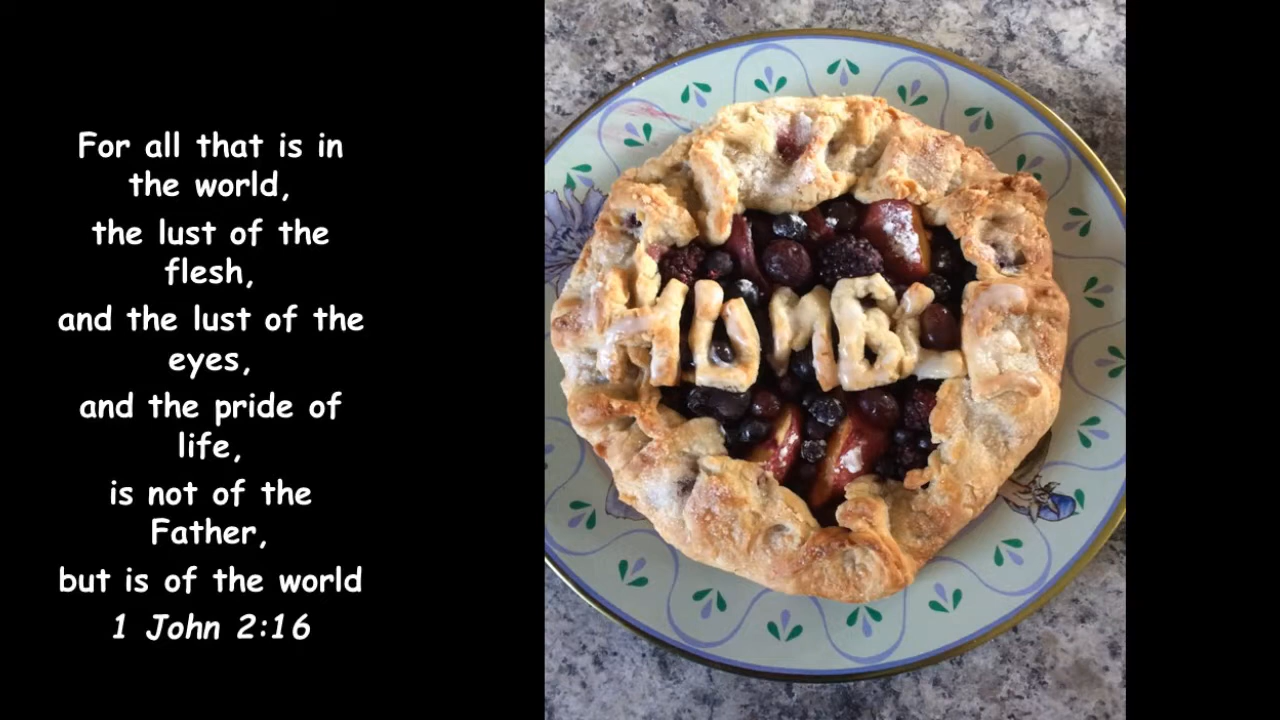 For all that is in
the world,
the lust of the
flesh,
and the lust of the
eyes,
and the pride of
life,
is not of the
Father,
but is of the world
1 John 2:16
HUMBLE